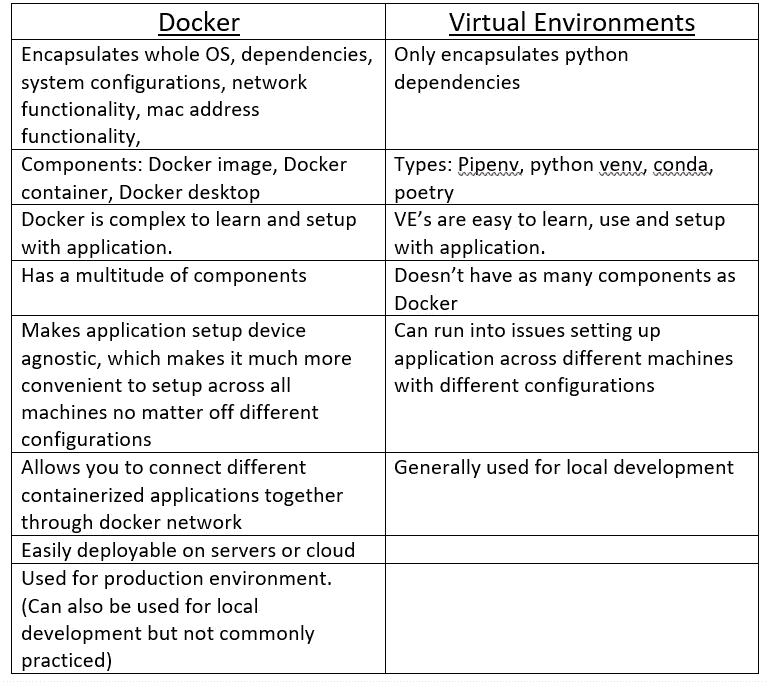 Docker
Virtual Environments
Encapsulates whole OS, dependencies,
system configurations, network
functionality, mac address
functionality,
Only encapsulates python
dependencies
Components: Docker image, Docker
container, Docker desktop
Types: Pipenv, python venv, conda,
poetry
Docker is complex to learn and setup
with application.
VE’s are easy to learn, use and setup
with application.
Has a multitude of components
Doesn’t have as many components as
Docker
Makes application setup device
agnostic, which makes it much more
convenient to setup across all
machines no matter off different
configurations
Can run into issues setting up
application across different machines
with different configurations
Allows you to connect different
containerized applications together
through docker network
Generally used for local development
Easily deployable on servers or cloud
Used for production environment.
(Can also be used for local
development but not commonly
practiced)